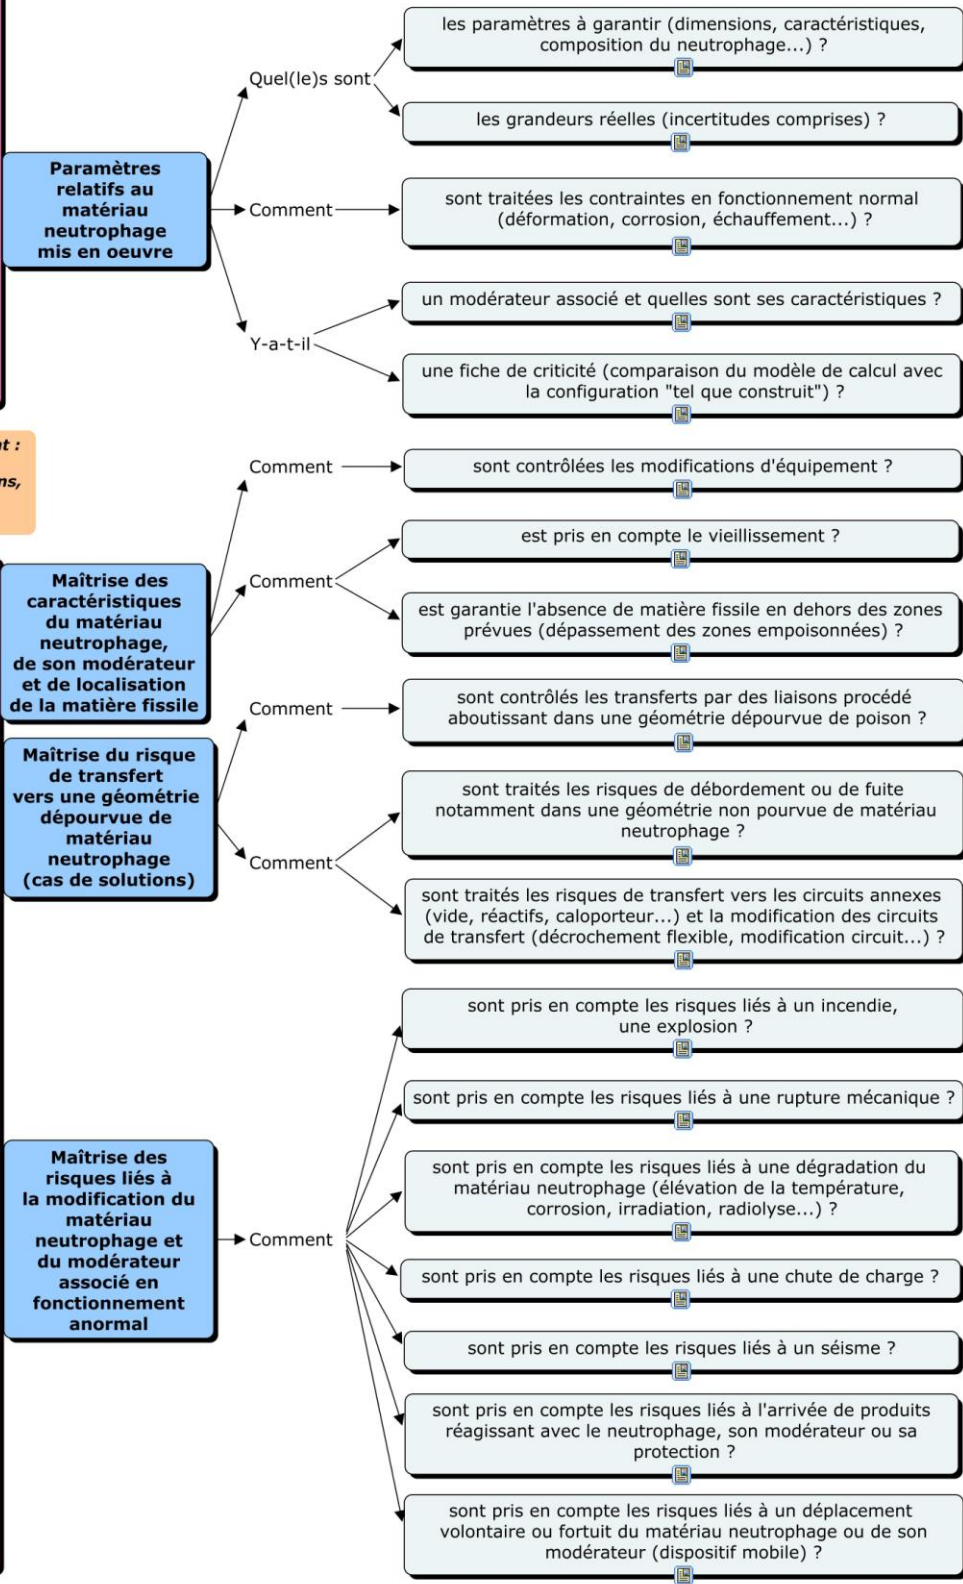 les paramètres à garantir (dimensions, caractéristiques,
composition du neutrophage...) ?
Quel(le)s sont
les grandeurs réelles (incertitudes comprises) ?
Paramètres
relatifs au
matériau
neutrophage
mis en oeuvre
Comment
sont traitées les contraintes en fonctionnement normal
(déformation, corrosion, échauffement...) ?
un modérateur associé et quelles sont ses caractéristiques ?
Y-a-t-il
une fiche de criticité (comparaison du modèle de calcul avec
la configuration "tel que construit") ?
nt :
ns,
Comment
sont contrôlées les modifications d'équipement ?
est pris en compte le vieillissement ?
Maîtrise des
caractéristiques
du matériau
neutrophage,
de son modérateur
et de localisation
de la matière fissile
Comment
est garantie l'absence de matière fissile en dehors des zones
prévues (dépassement des zones empoisonnées) ?
Comment
sont contrôlés les transferts par des liaisons procédé
aboutissant dans une géométrie dépourvue de poison ?
Maîtrise du risque
de transfert
vers une géométrie
dépourvue de
matériau
neutrophage
(cas de solutions)
sont traités les risques de débordement ou de fuite
notamment dans une géométrie non pourvue de matériau
neutrophage ?
Comment
sont traités les risques de transfert vers les circuits annexes
(vide, réactifs, caloporteur...) et la modification des circuits
de transfert (décrochement flexible, modification circuit...) ?
sont pris en compte les risques liés à un incendie,
une explosion ?
sont pris en compte les risques liés à une rupture mécanique ?
Maîtrise des
risques liés à
la modification du
matériau
neutrophage et
du modérateur
associé en
fonctionnement
anormal
Comment
sont pris en compte les risques liés à une dégradation du
matériau neutrophage (élévation de la température,
corrosion, irradiation, radiolyse...) ?
sont pris en compte les risques liés à une chute de charge ?
sont pris en compte les risques liés à un séisme ?
sont pris en compte les risques liés à l'arrivée de produits
réagissant avec le neutrophage, son modérateur ou sa
protection ?
sont pris en compte les risques liés à un déplacement
volontaire ou fortuit du matériau neutrophage ou de son
modérateur (dispositif mobile) ?